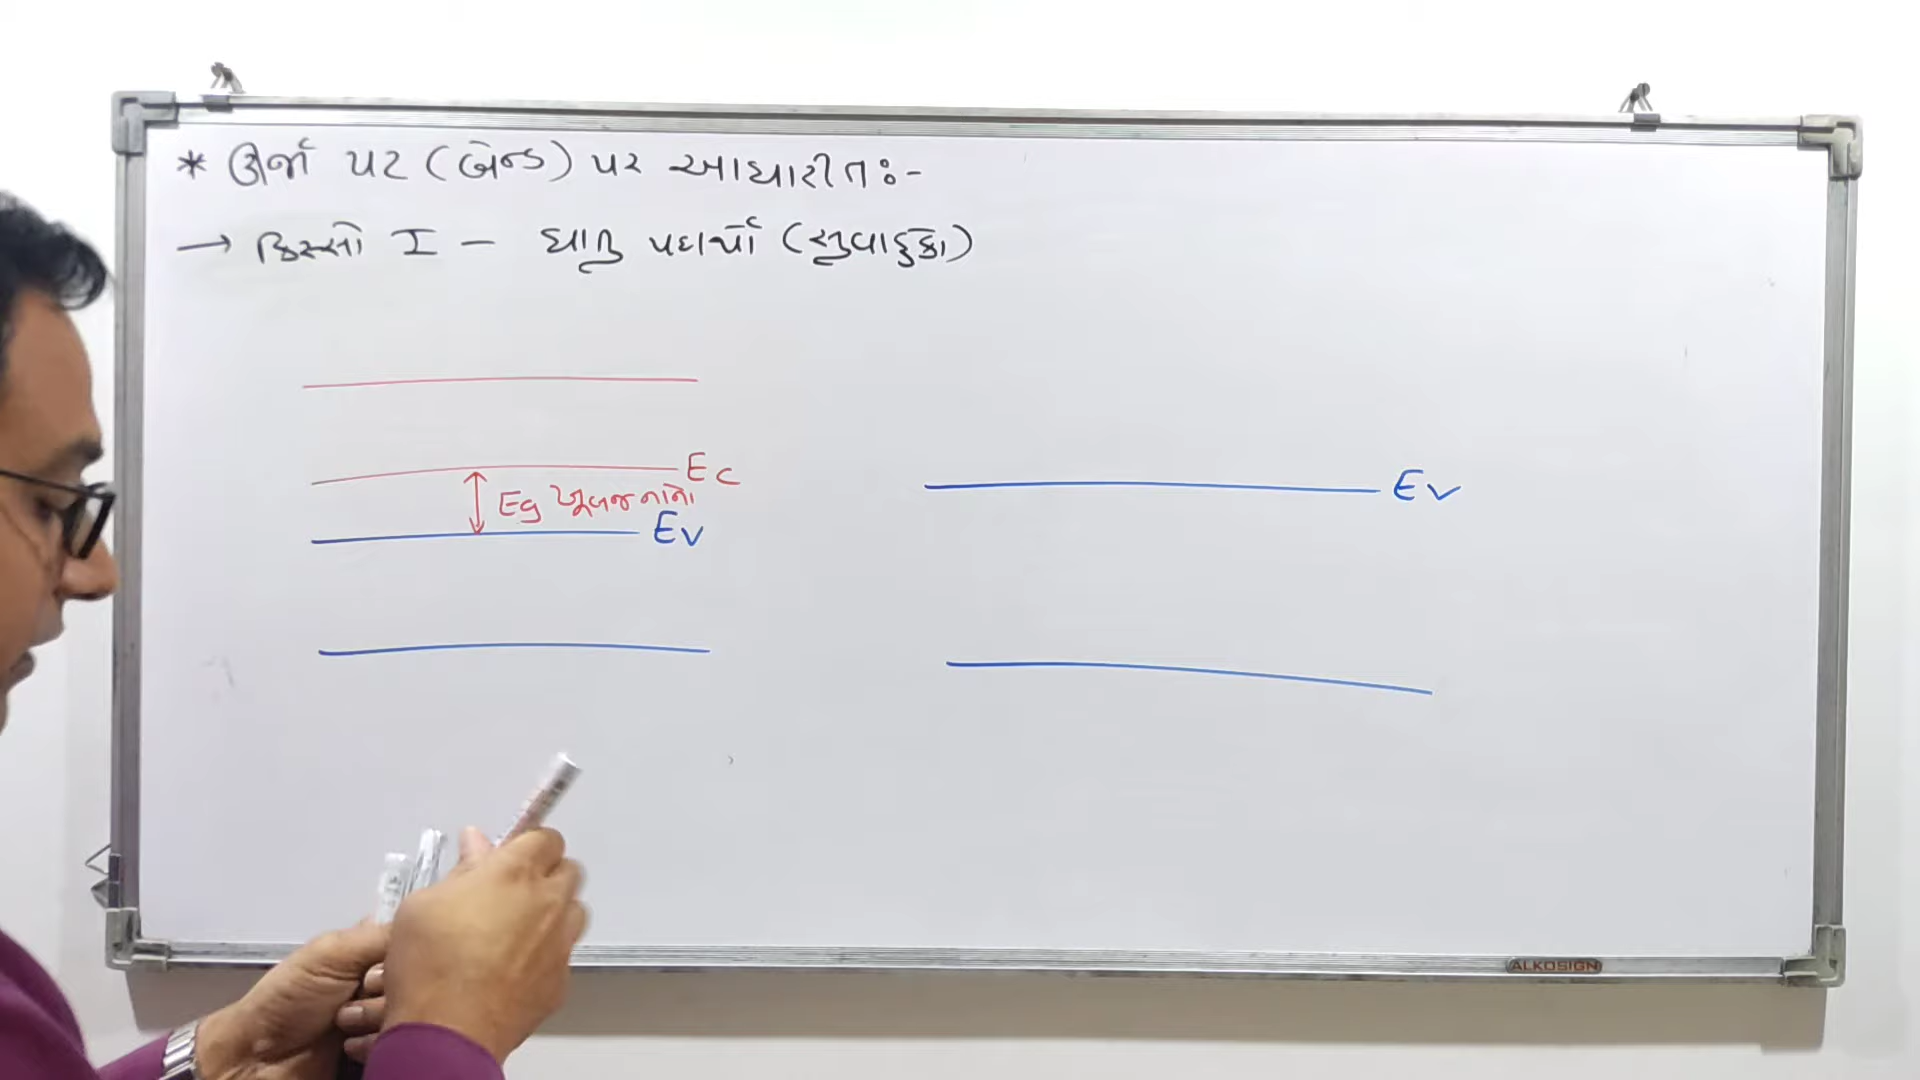 * ઊર્જા પટ (બેન્ડ) પર આધારીત :-
→ કિસ્સો I - ધાતુ પદાર્થો (સુવાહકો)
Ec
Eg ખૂબજ નાનો
Ev
Ev
ALKOSIGN